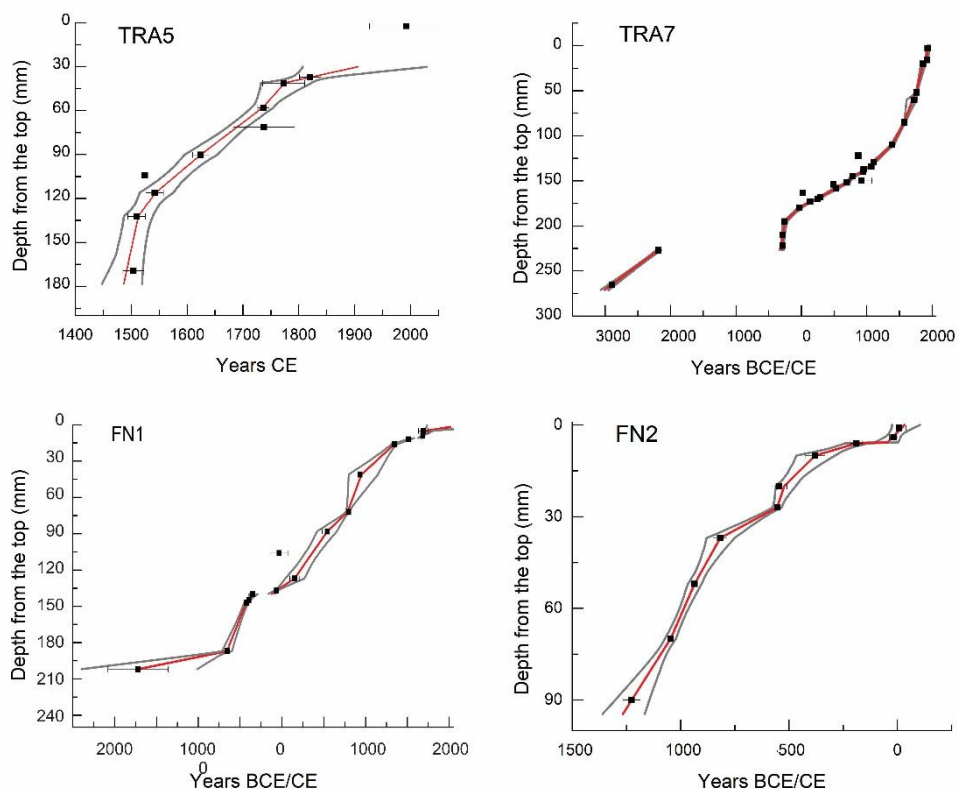 TRA5
Depth from the top (mm)
0
30
60
90
120
150
180
1400 1500 1600 1700 1800 1900 2000
Years CE
TRA7
Depth from the top (mm)
0
50
100
150
200
250
300
3000 2000 1000 0 1000 2000
Years BCE/CE
FN1
Depth from the top (mm)
0
30
60
90
120
150
180
210
240
2000 1000 0 1000 2000
0
Years BCE/CE
FN2
Depth from the top (mm)
0
30
60
90
1500 1000 -500 0
Years BCE/CE